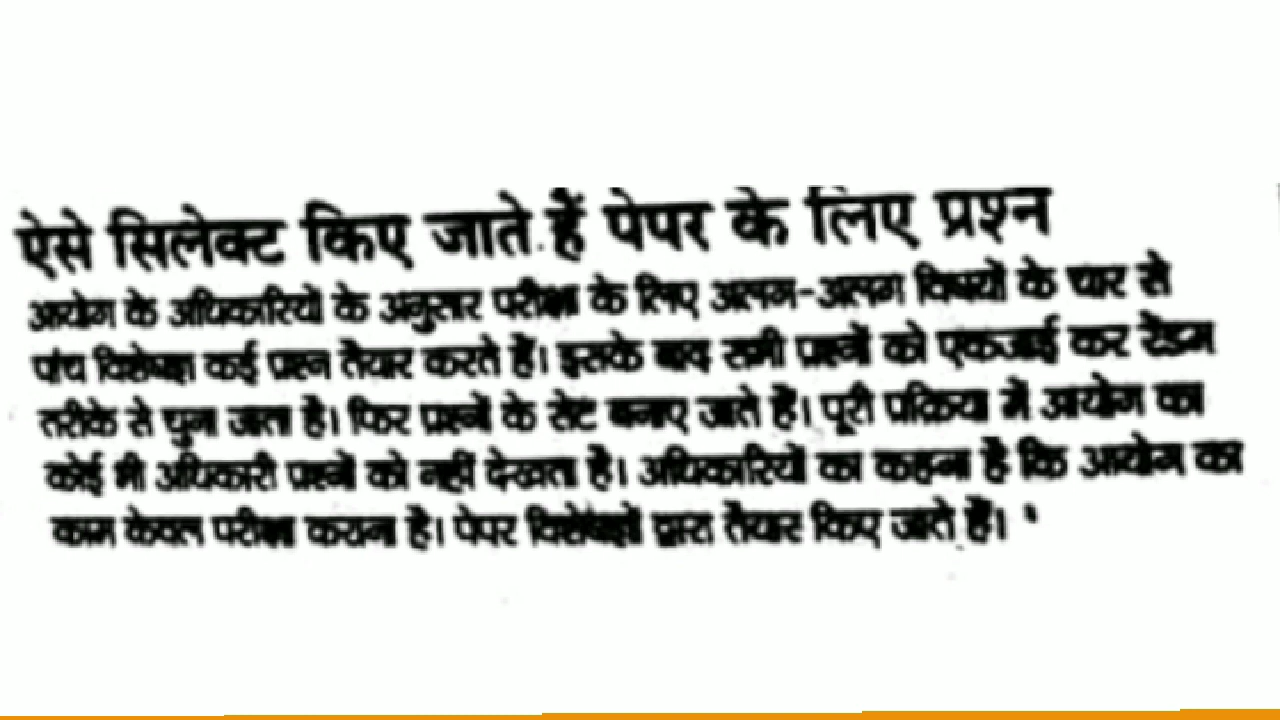 ऐसे सिलेक्ट किए जाते हैं पेपर के लिए प्रश्न
आयोग के अधिकारियों के अनुसार परीक्षा के लिए अलग-अलग विषयों के चार से
पांच विशेषज्ञ कई प्रश्न तैयार करते हैं। इसके बाद सभी प्रश्नों को एकजाई कर रैंडम
तरीके से चुना जाता है। फिर प्रश्नों के सेट बनाए जाते हैं। पूरी प्रक्रिया में आयोग का
कोई भी अधिकारी प्रश्नों को नहीं देखता है। अधिकारियों का कहना है कि आयोग का
काम केवल परीक्षा कराना है। पेपर विशेषज्ञों द्वारा तैयार किए जाते हैं।